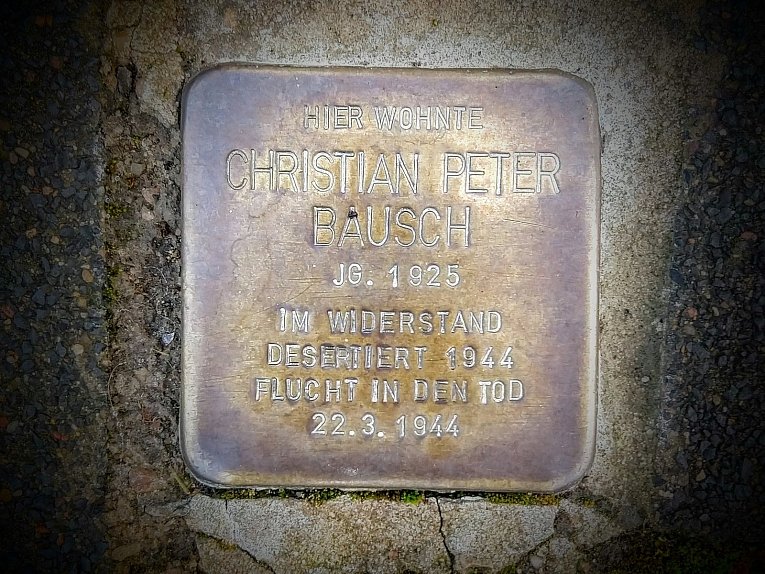 HIER WOHNTE
CHRISTIAN PETER
BAUSCH
JG. 1925
IM WIDERSTAND
DESERTIERT 1944
FLUCHT IN DEN TOD
22.3. 1944